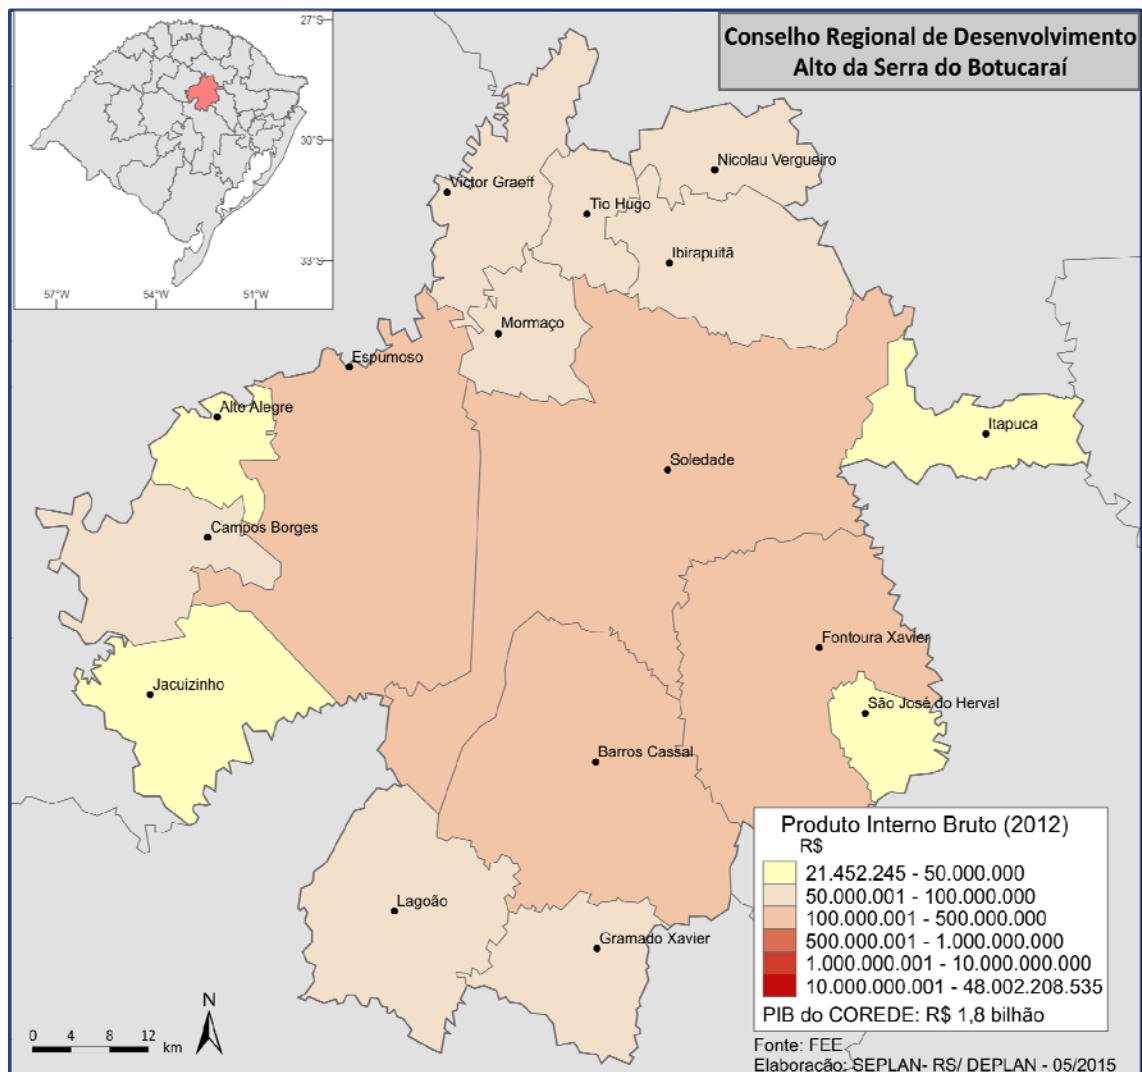 Conselho Regional de Desenvolvimento
Alto da Serra do Botucaraí
27°S
30°S
33°S
57°W
54°W
51°W
Nicolau Vergueiro
Victor Graeff
Tio Hugo
Ibirapuitã
Mormaço
Espumoso
Alto Alegre
Itapuca
Soledade
Campos Borges
Fontoura Xavier
Jacuizinho
São José do Herval
Barros Cassal
Lagoão
Gramado Xavier
Produto Interno Bruto (2012)
R$
21.452.245 - 50.000.000
50.000.001 - 100.000.000
100.000.001 - 500.000.000
500.000.001 - 1.000.000.000
1.000.000.001 - 10.000.000.000
10.000.000.001 - 48.002.208.535
PIB do COREDE: R$ 1,8 bilhão
N
0 4 8 12
km
Fonte: FEE
Elaboração: SEPLAN- RS/ DEPLAN - 05/2015